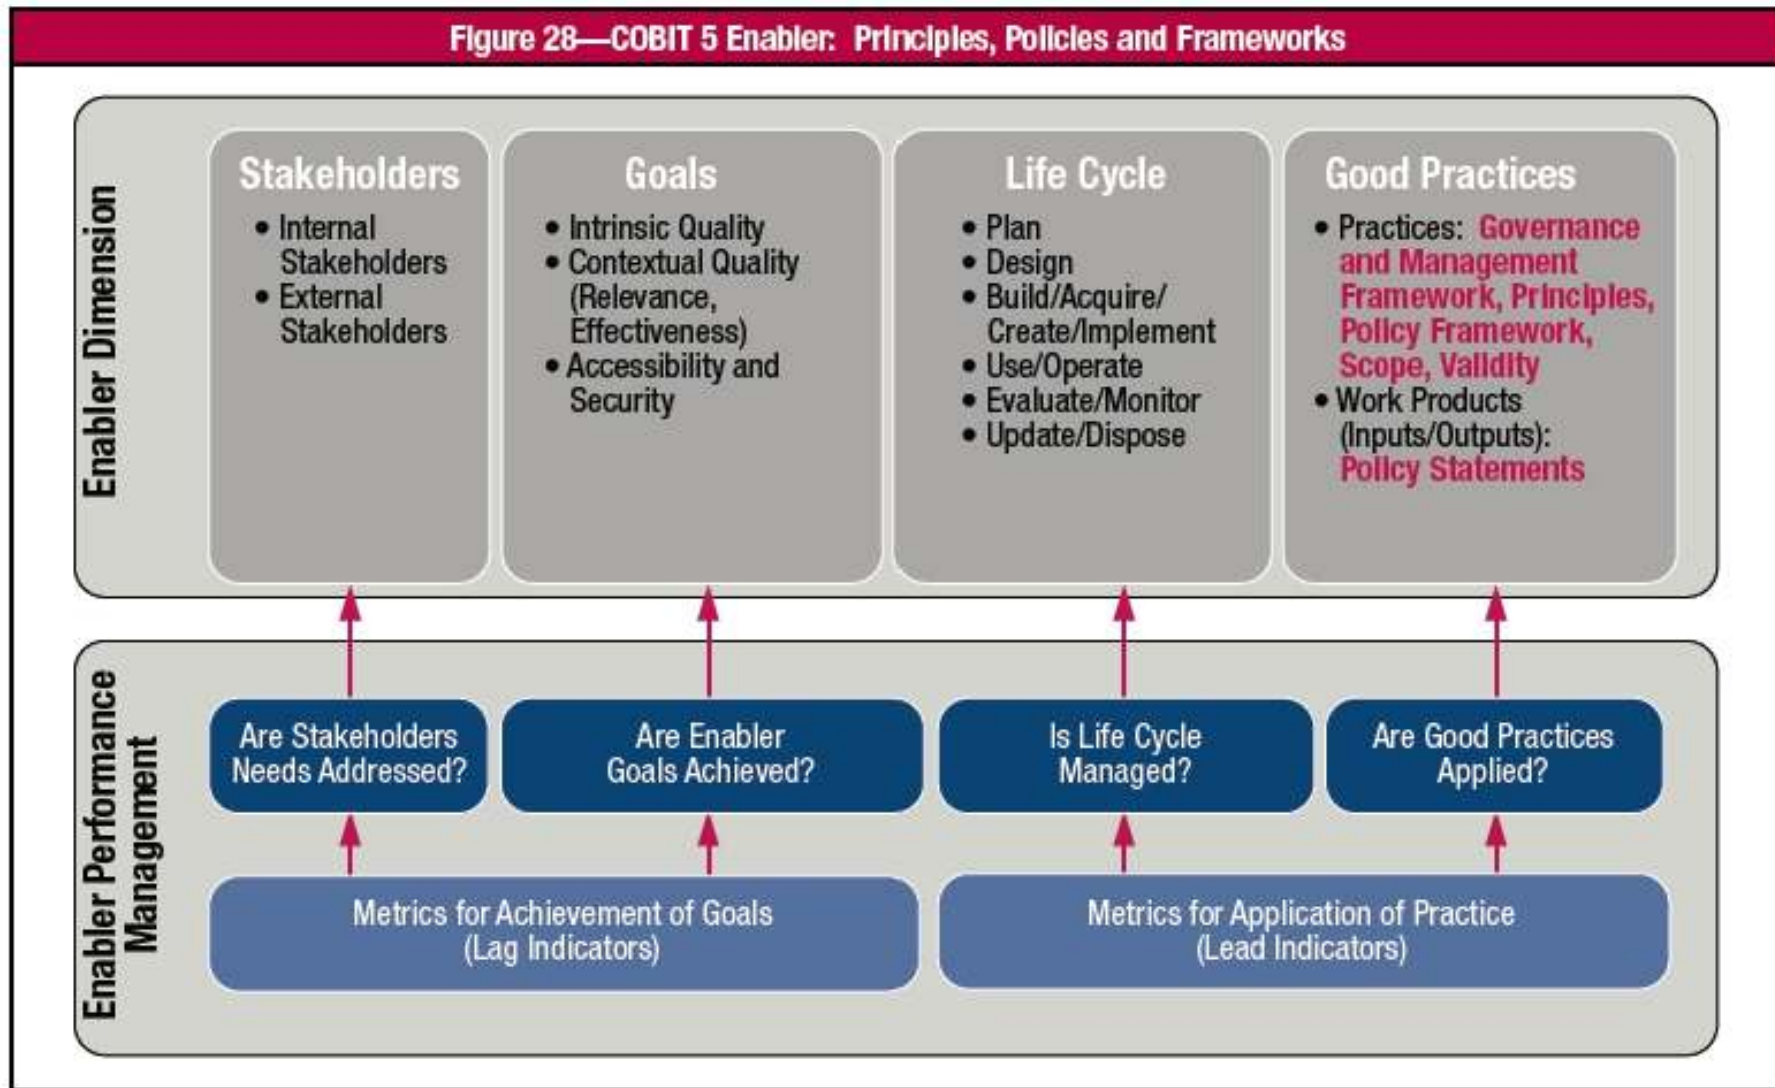 Figure 28—COBIT 5 Enabler: Principles, Policies and Frameworks
Enabler Dimension
Stakeholders
• Internal
Stakeholders
• External
Stakeholders
Goals
• Intrinsic Quality
• Contextual Quality
(Relevance,
Effectiveness)
• Accessibility and
Security
Life Cycle
• Plan
• Design
• Build/Acquire/
Create/Implement
• Use/Operate
• Evaluate/Monitor
• Update/Dispose
Good Practices
• Practices: Governance
and Management
Framework, Principles,
Policy Framework,
Scope, Validity
• Work Products
(Inputs/Outputs):
Policy Statements
Enabler Performance
Management
Are Stakeholders
Needs Addressed?
Are Enabler
Goals Achieved?
Is Life Cycle
Managed?
Are Good Practices
Applied?
Metrics for Achievement of Goals
(Lag Indicators)
Metrics for Application of Practice
(Lead Indicators)